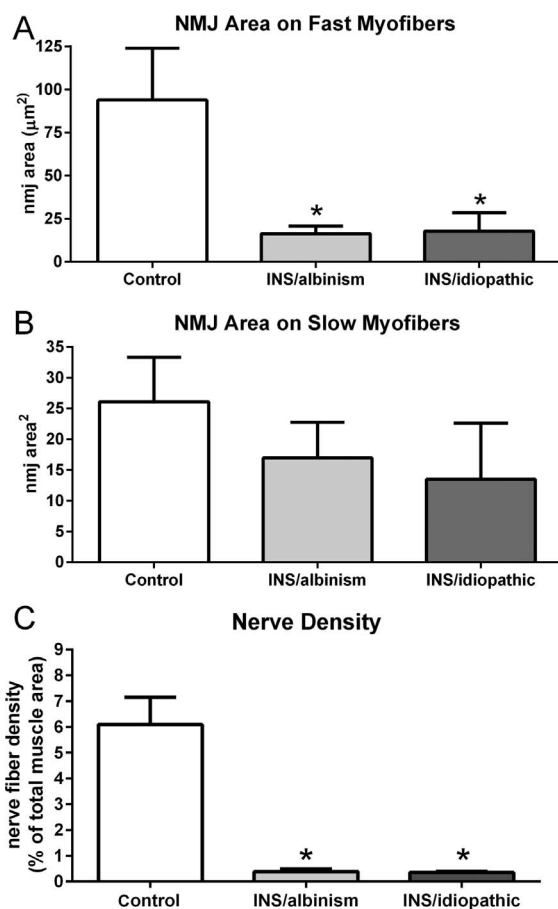 A
NMJ Area on Fast Myofibers
nmj area (μm²)
125
100
75
50
25
0
*
*
Control
INS/albinism
INS/idiopathic
B
NMJ Area on Slow Myofibers
nmj area²
35
30
25
20
15
10
5
0
Control
INS/albinism
INS/idiopathic
C
Nerve Density
nerve fiber density
(% of total muscle area)
9
8
7
6
5
4
3
2
1
0
*
*
Control
INS/albinism
INS/idiopathic